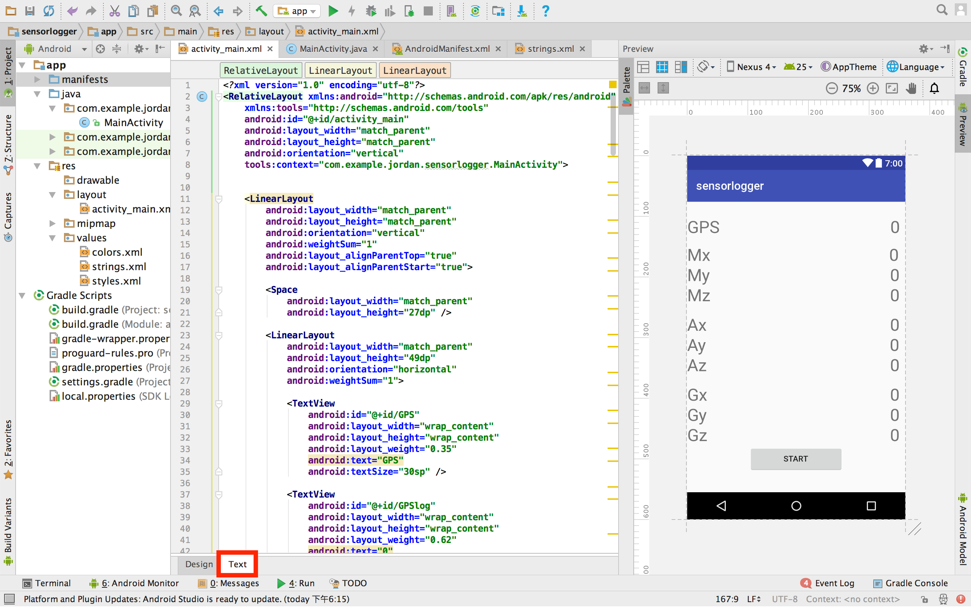 app
sensorlogger
app
src
main
res
layout
activity_main.xml
Android
activity_main.xml
MainActivity.java
AndroidManifest.xml
strings.xml
Preview
1: Project
Z: Structure
Captures
2: Favorites
Build Variants
app
manifests
java
com.example.jordan
MainActivity
com.example.jordan
com.example.jordan
res
drawable
layout
activity_main.xm
mipmap
values
colors.xml
strings.xml
styles.xml
Gradle Scripts
build.gradle (Project: s
build.gradle (Module: a
gradle-wrapper.proper
proguard-rules.pro (Pro
gradle.properties (Proje
settings.gradle (Project
local.properties (SDK L
RelativeLayout
LinearLayout
LinearLayout
1 <?xml version="1.0" encoding="utf-8"?>
2 <RelativeLayout xmlns:android="http://schemas.android.com/apk/res/android"
3 xmlns:tools="http://schemas.android.com/tools"
4 android:id="@+id/activity_main"
5 android:layout_width="match_parent"
6 android:layout_height="match_parent"
7 android:orientation="vertical"
8 tools:context="com.example.jordan.sensorlogger.MainActivity">
9
10
11 <LinearLayout
12 android:layout_width="match_parent"
13 android:layout_height="match_parent"
14 android:orientation="vertical"
15 android:weightSum="1"
16 android:layout_alignParentTop="true"
17 android:layout_alignParentStart="true">
18
19 <Space
20 android:layout_width="match_parent"
21 android:layout_height="27dp" />
22
23 <LinearLayout
24 android:layout_width="match_parent"
25 android:layout_height="49dp"
26 android:orientation="horizontal"
27 android:weightSum="1">
28
29 <TextView
30 android:id="@+id/GPS"
31 android:layout_width="wrap_content"
32 android:layout_height="wrap_content"
33 android:layout_weight="0.35"
34 android:text="GPS"
35 android:textSize="30sp" />
36
37 <TextView
38 android:id="@+id/GPSlog"
39 android:layout_width="wrap_content"
40 android:layout_height="wrap_content"
41 android:layout_weight="0.62"
42 android:text="0"
Design
Text
Palette
Nexus 4
25
AppTheme
Language
75%
0 100 200 300 400
0
100
200
300
400
500
600
7:00
sensorlogger
GPS 0
Mx 0
My 0
Mz 0
Ax 0
Ay 0
Az 0
Gx 0
Gy 0
Gz 0
START
Gradle
Preview
Android Model
Terminal
6: Android Monitor
0: Messages
4: Run
TODO
4 Event Log
Gradle Console
Platform and Plugin Updates: Android Studio is ready to update. (today 下午6:15)
167:9
LF
UTF-8
Context: <no context>